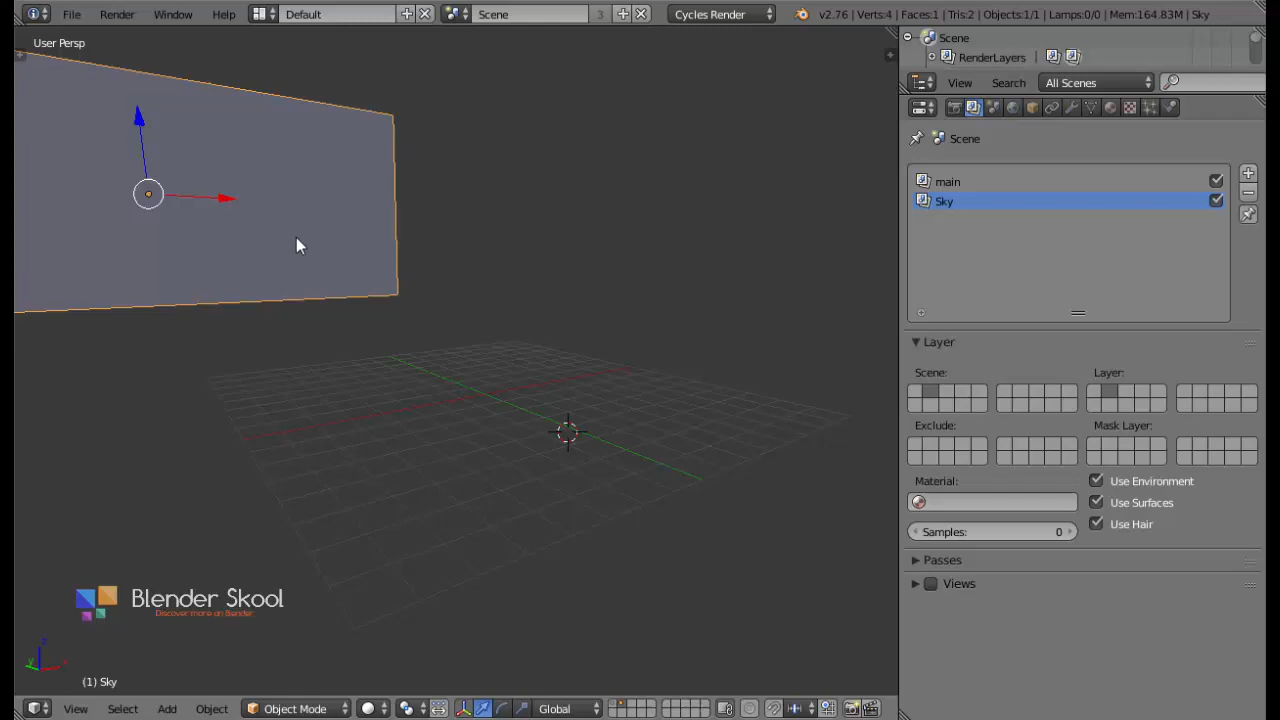 File Render Window Help Default Scene 3 Cycles Render v2.76 | Verts:4 | Faces:1 | Tris:2 | Objects:1/1 | Lamps:0/0 | Mem:164.83M | Sky
User Persp
Scene
RenderLayers
View Search All Scenes
Scene
main
Sky
Layer
Scene: Layer:
Exclude: Mask Layer:
Material: Use Environment
Use Surfaces
Samples: 0 Use Hair
Passes
Views
Blender Skool
Discover more on Blender
z
y x
(1) Sky
View Select Add Object Object Mode Global